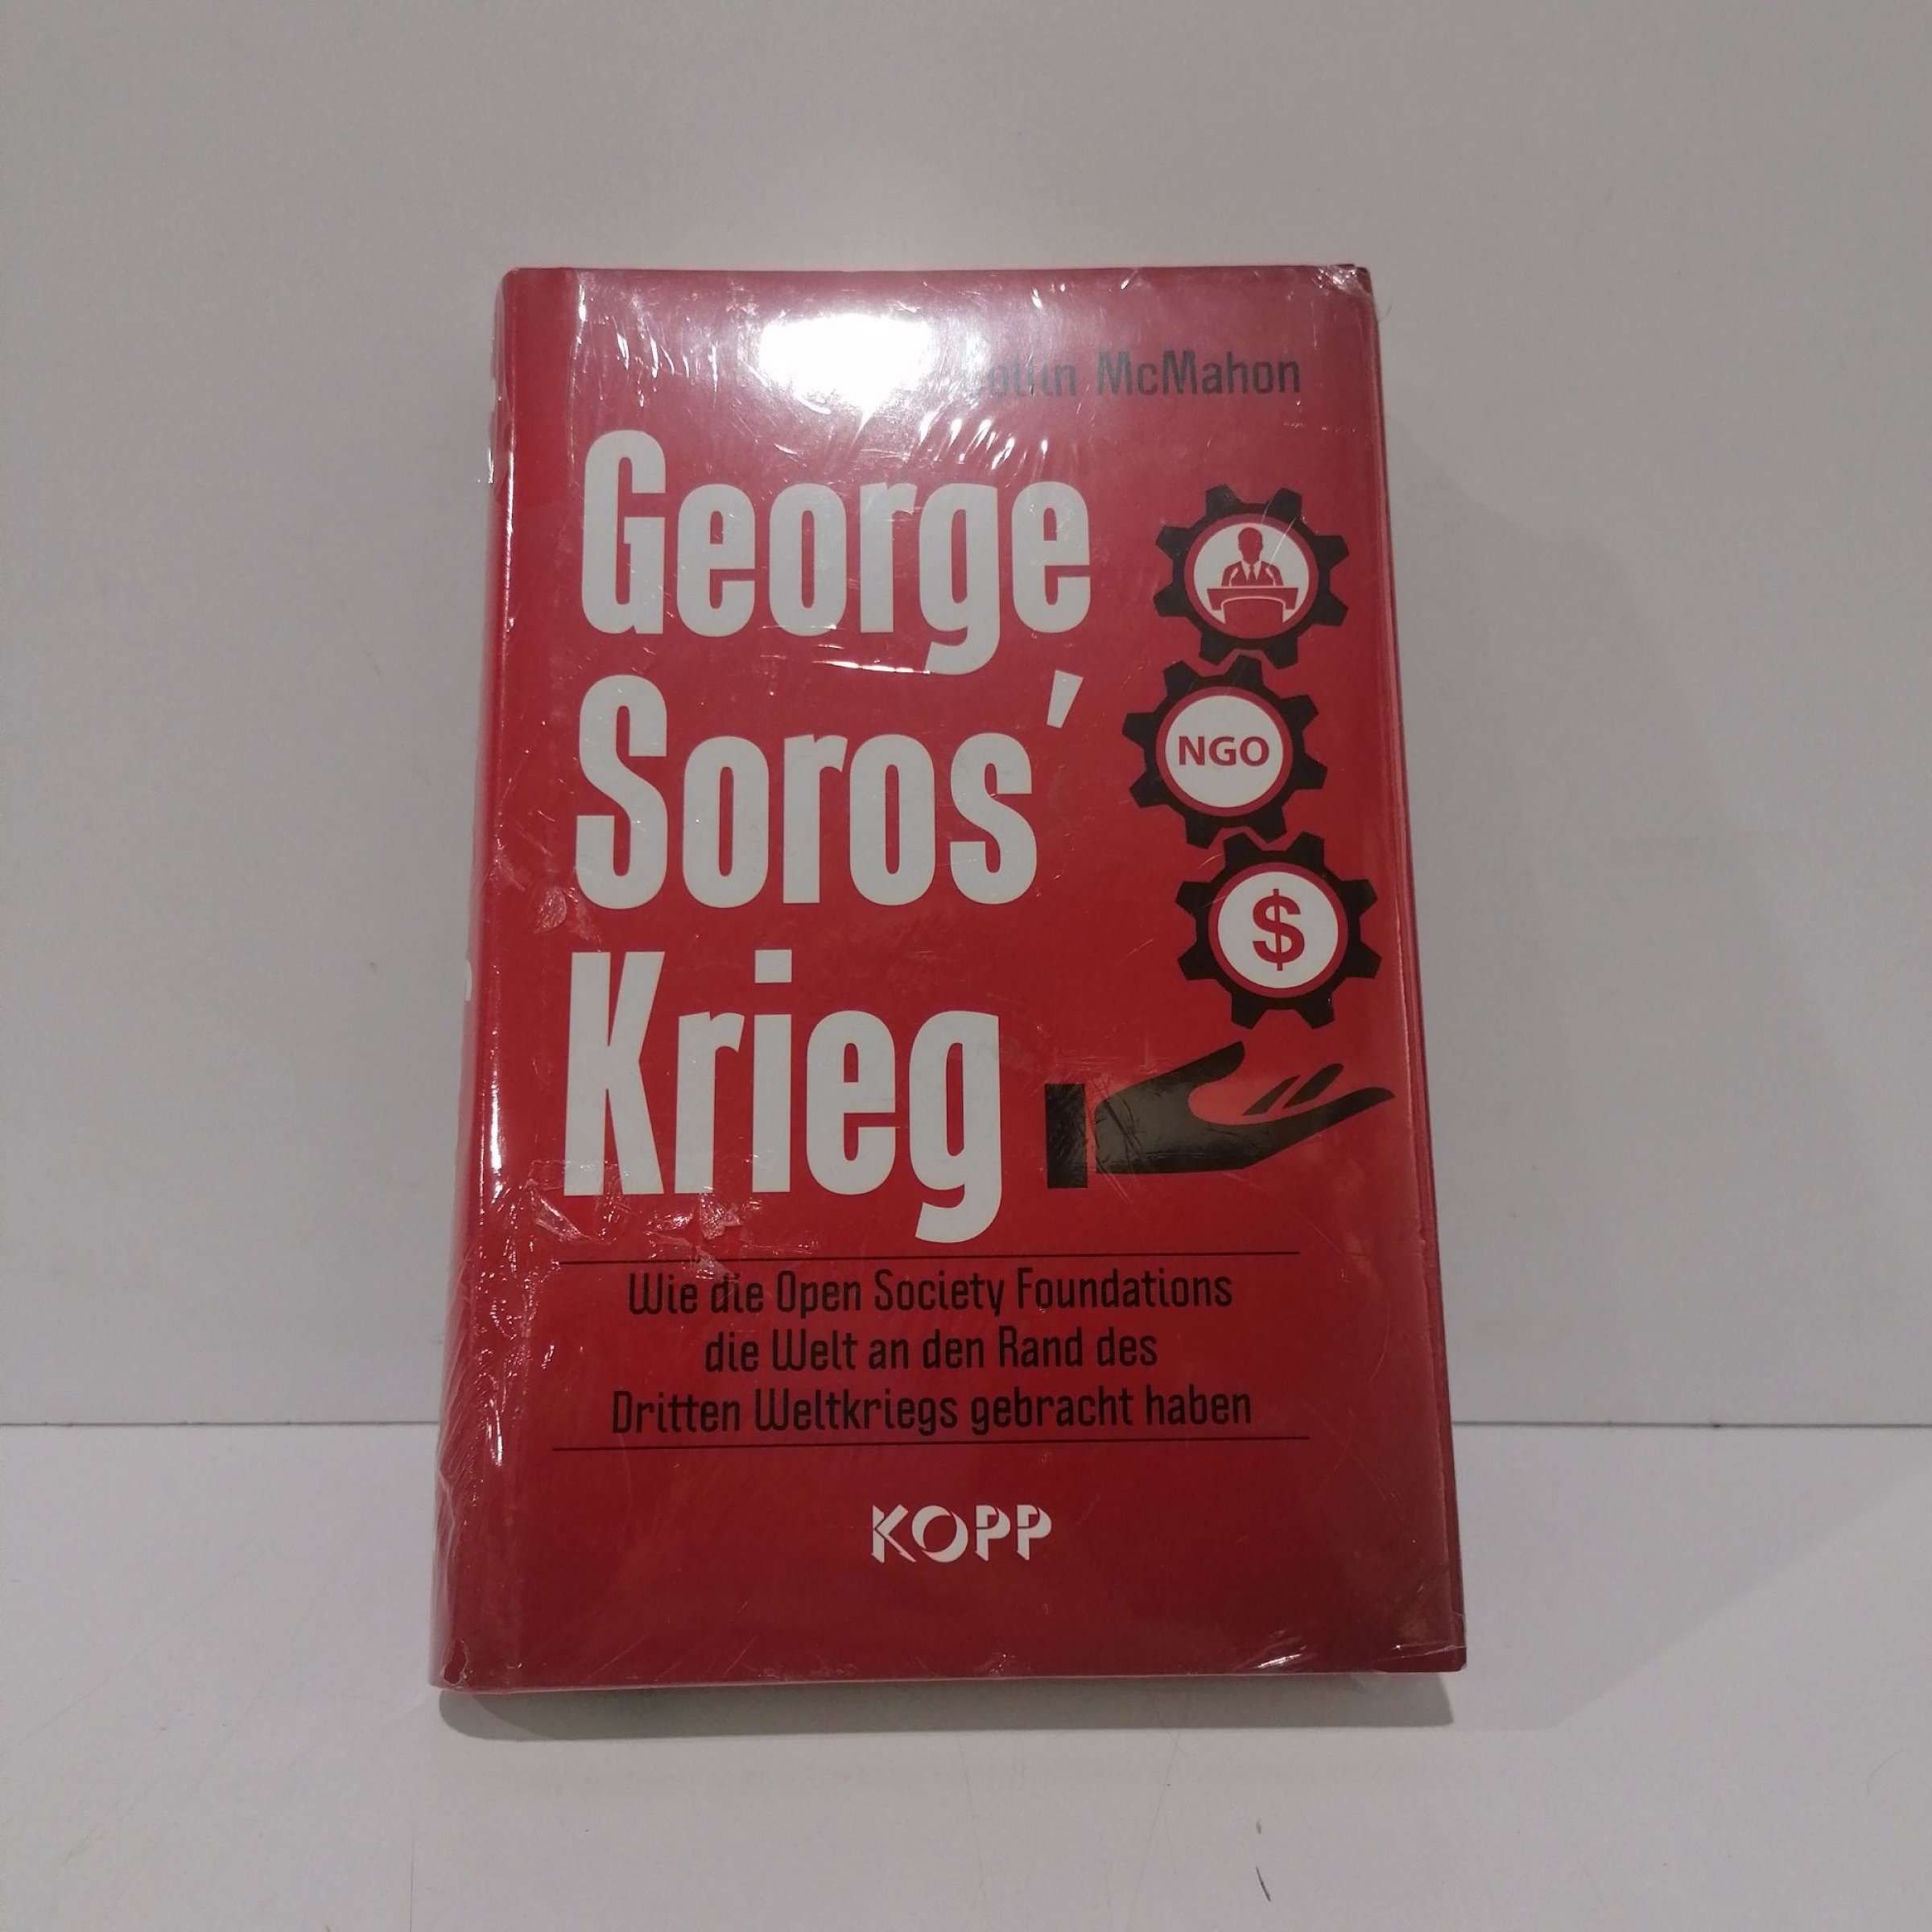 Collin McMahon
George
Soros'
Krieg
NGO
$
Wie die Open Society Foundations
die Welt an den Rand des
Dritten Weltkriegs gebracht haben
KOPP